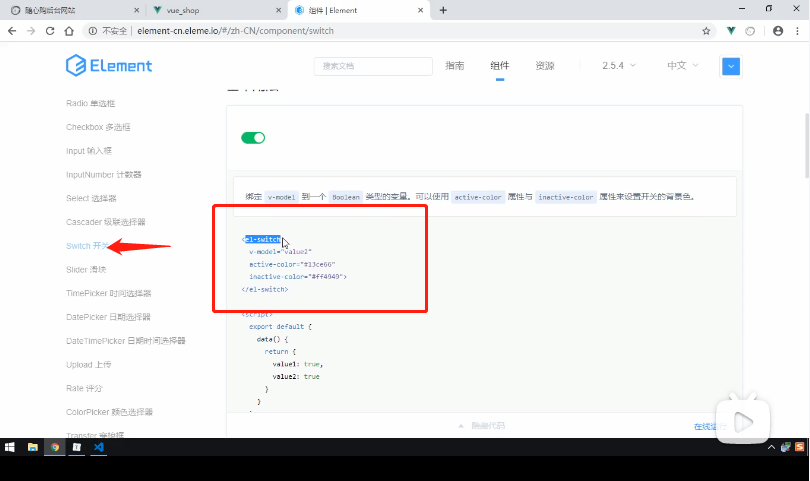 随心随后台网站
vue_shop
组件 | Element
不安全 | element-cn.eleme.io/#/zh-CN/component/switch
Element
搜索文档
指南
组件
资源
2.5.4
中文
Radio 单选框
Checkbox 多选框
Input 输入框
InputNumber 计数器
Select 选择器
Cascader 级联选择器
Switch 开关
Slider 滑块
TimePicker 时间选择器
DatePicker 日期选择器
DateTimePicker 日期时间选择器
Upload 上传
Rate 评分
ColorPicker 颜色选择器
Transfer 穿梭框
绑定 v-model 到一个 Boolean 类型的变量。可以使用 active-color 属性与 inactive-color 属性来设置开关的背景色。
<el-switch
v-model="value2"
active-color="#13ce66"
inactive-color="#ff4949">
</el-switch>
<script>
export default {
data() {
return {
value1: true,
value2: true
}
}
隐藏代码
在线运行